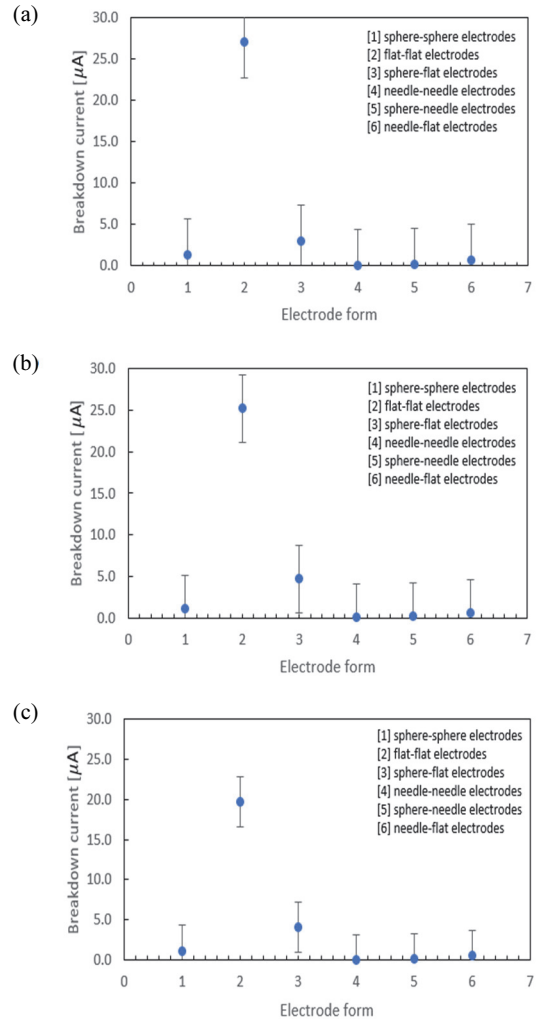 (a)
30.0
25.0
20.0
15.0
10.0
5.0
0.0
Breakdown current [μA]
[1] sphere-sphere electrodes
[2] flat-flat electrodes
[3] sphere-flat electrodes
[4] needle-needle electrodes
[5] sphere-needle electrodes
[6] needle-flat electrodes
0 1 2 3 4 5 6 7
Electrode form
(b)
30.0
25.0
20.0
15.0
10.0
5.0
0.0
Breakdown current [μA]
[1] sphere-sphere electrodes
[2] flat-flat electrodes
[3] sphere-flat electrodes
[4] needle-needle electrodes
[5] sphere-needle electrodes
[6] needle-flat electrodes
0 1 2 3 4 5 6 7
Electrode form
(c)
30.0
25.0
20.0
15.0
10.0
5.0
0.0
Breakdown current [μA]
[1] sphere-sphere electrodes
[2] flat-flat electrodes
[3] sphere-flat electrodes
[4] needle-needle electrodes
[5] sphere-needle electrodes
[6] needle-flat electrodes
0 1 2 3 4 5 6 7
Electrode form